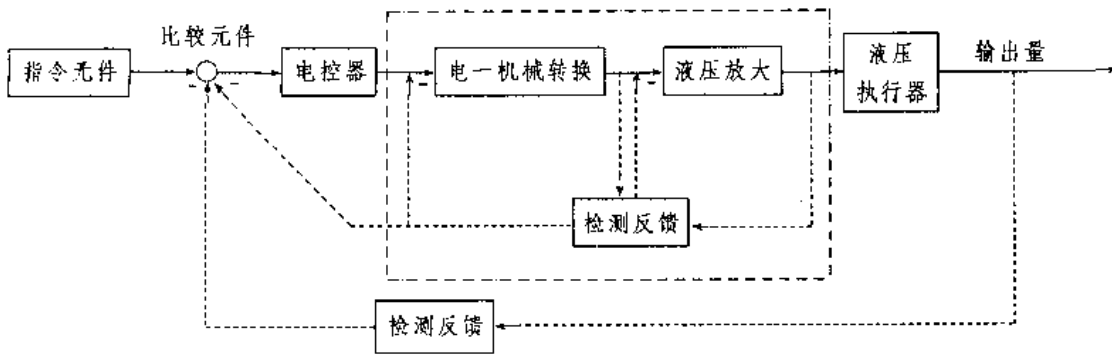 比较元件
指令元件
电控器
电一机械转换
液压放大
液压
执行器
输出量
检测反馈
检测反馈